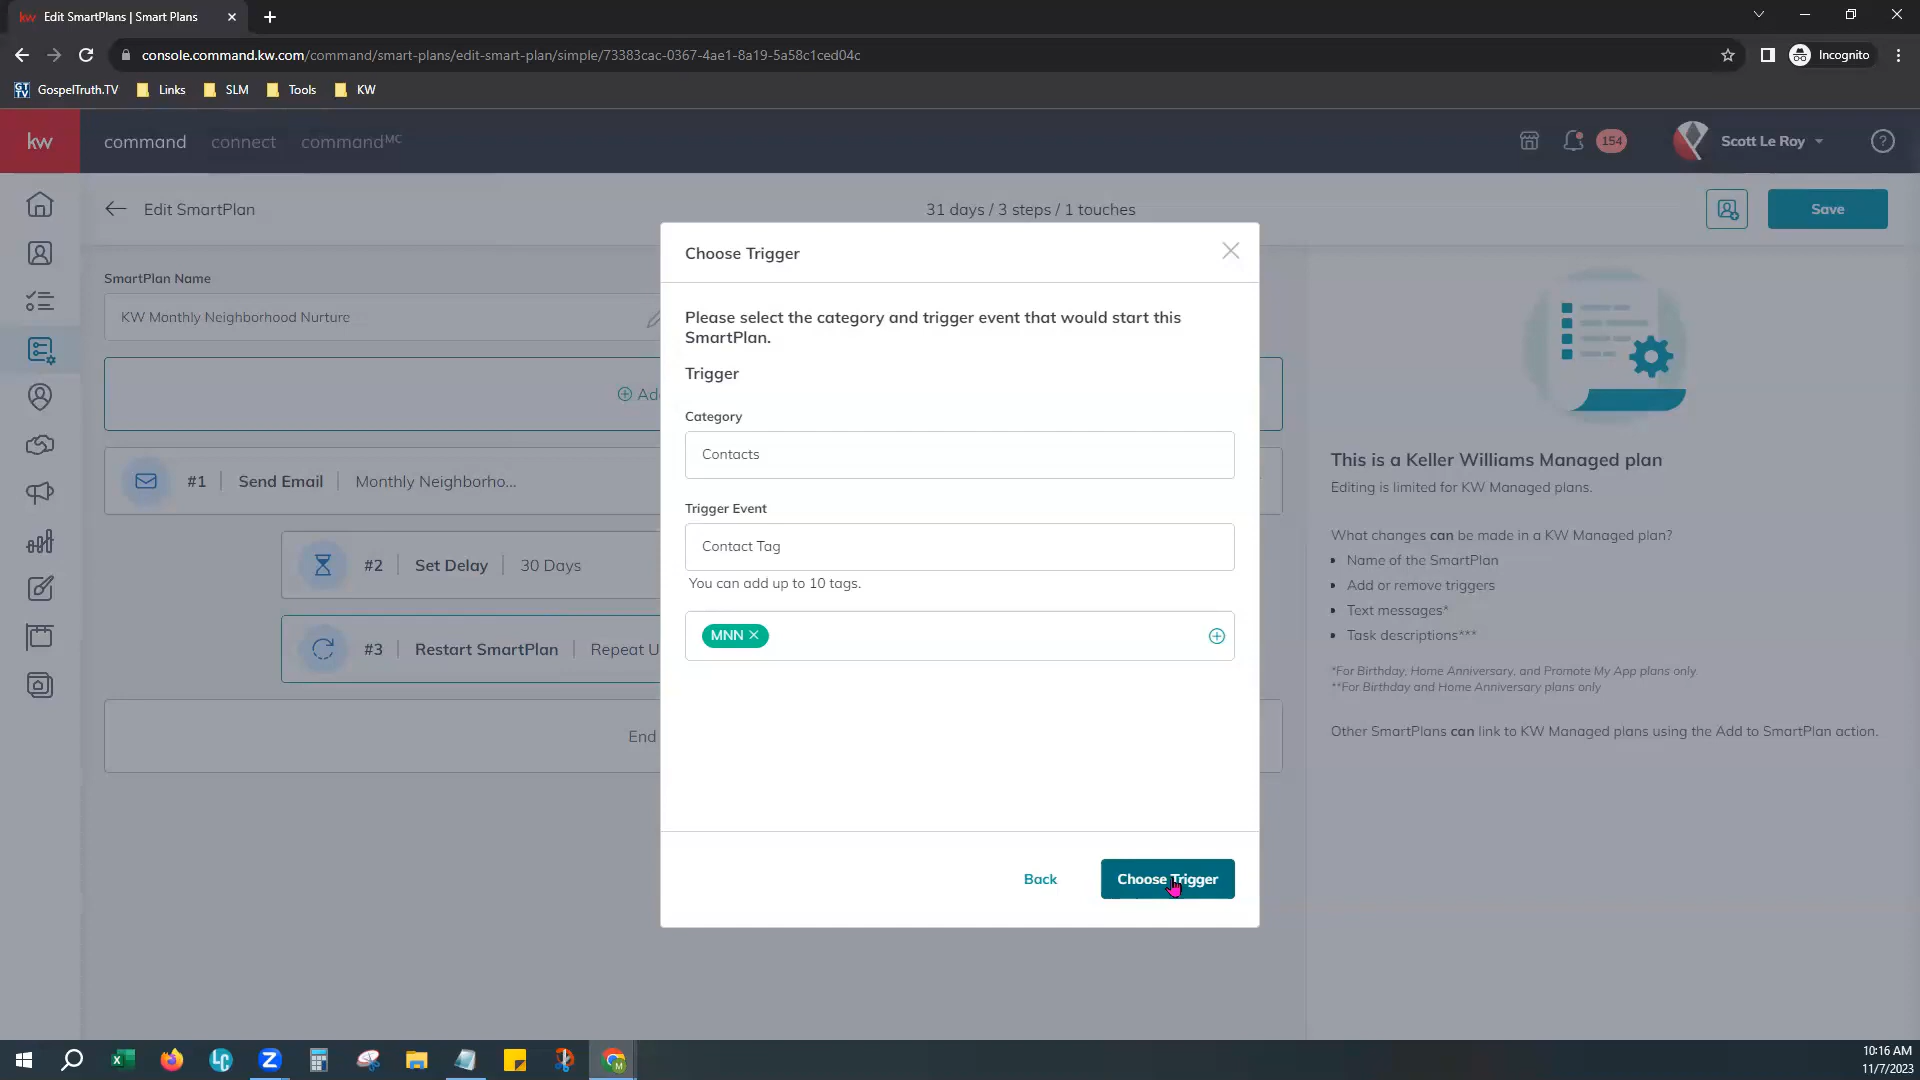 kw Edit SmartPlans | Smart Plans
console.command.kw.com/command/smart-plans/edit-smart-plan/simple/73383cac-0367-4ae1-8a19-5a58c1ced04c
Incognito
GT TV GospelTruth.TV Links SLM Tools KW
kw command connect commandMC 154 Scott Le Roy ?
Edit SmartPlan
31 days / 3 steps / 1 touches
Save
SmartPlan Name
KW Monthly Neighborhood Nurture
Add
#1 Send Email Monthly Neighborho...
#2 Set Delay 30 Days
#3 Restart SmartPlan Repeat U
End
Choose Trigger
Please select the category and trigger event that would start this
SmartPlan.
Trigger
Category
Contacts
Trigger Event
Contact Tag
You can add up to 10 tags.
MNN
Back
Choose Trigger
This is a Keller Williams Managed plan
Editing is limited for KW Managed plans.
What changes can be made in a KW Managed plan?
Name of the SmartPlan
Add or remove triggers
Text messages*
Task descriptions***
*For Birthday, Home Anniversary, and Promote My App plans only.
**For Birthday and Home Anniversary plans only
Other SmartPlans can link to KW Managed plans using the Add to SmartPlan action.
10:16 AM
11/7/2023